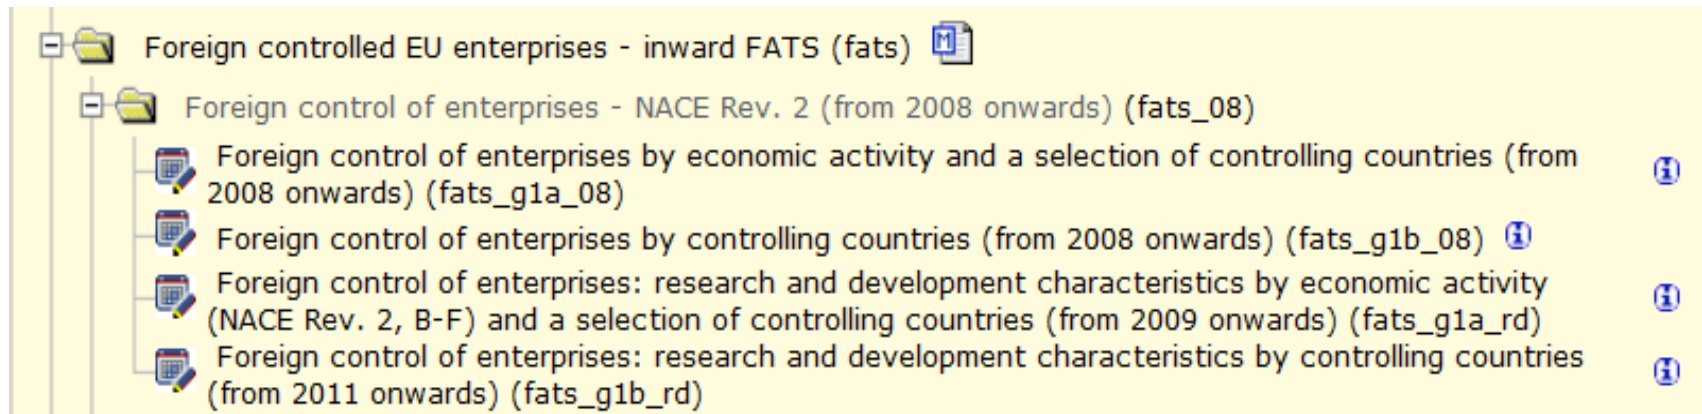 Foreign controlled EU enterprises - inward FATS (fats) M
Foreign control of enterprises - NACE Rev. 2 (from 2008 onwards) (fats_08)
Foreign control of enterprises by economic activity and a selection of controlling countries (from
2008 onwards) (fats_g1a_08)
Foreign control of enterprises by controlling countries (from 2008 onwards) (fats_g1b_08)
Foreign control of enterprises: research and development characteristics by economic activity
(NACE Rev. 2, B-F) and a selection of controlling countries (from 2009 onwards) (fats_g1a_rd)
Foreign control of enterprises: research and development characteristics by controlling countries
(from 2011 onwards) (fats_g1b_rd)